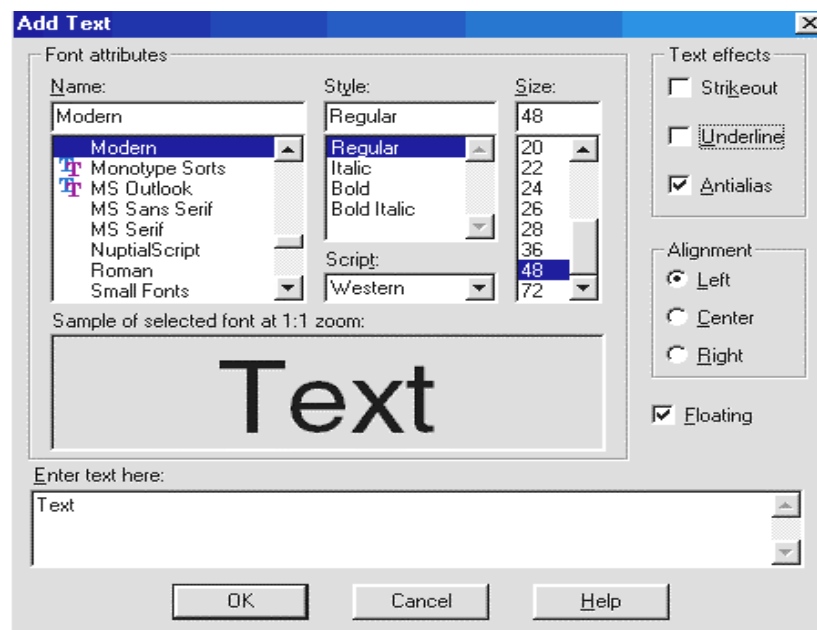 Add Text
Font attributes
Name:
Modern
Modern
Monotype Sorts
MS Outlook
MS Sans Serif
MS Serif
NuptialScript
Roman
Small Fonts
Style:
Regular
Regular
Italic
Bold
Bold Italic
Script:
Western
Size:
48
20
22
24
26
28
36
48
72
Sample of selected font at 1:1 zoom:
Text
Text effects
Strikeout
Underline
Antialias
Alignment
Left
Center
Right
Floating
Enter text here:
Text
OK
Cancel
Help